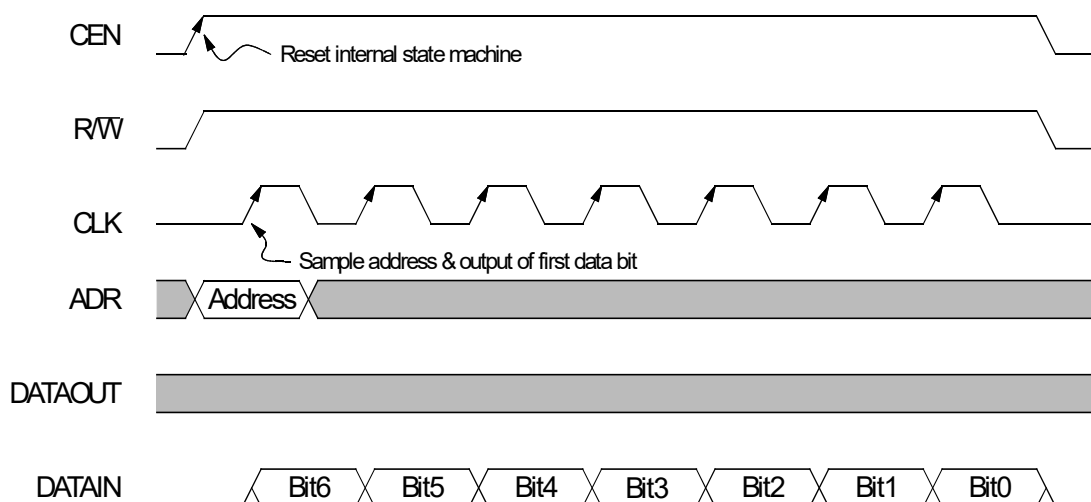 CEN
Reset internal state machine
R/W̅
CLK
Sample address & output of first data bit
ADR
Address
DATAOUT
DATAIN
Bit6 Bit5 Bit4 Bit3 Bit2 Bit1 Bit0